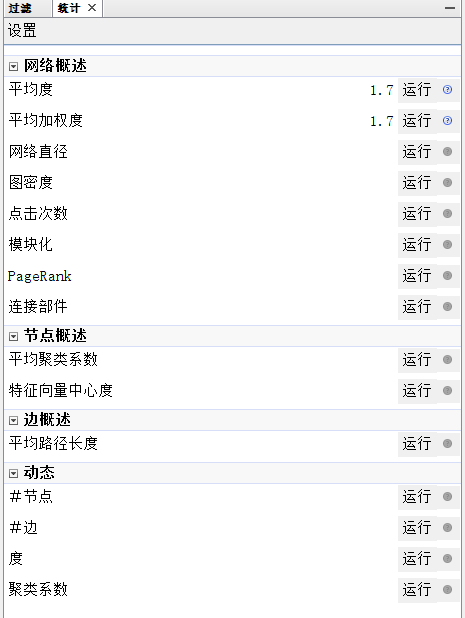 过滤 统计
设置
网络概述
平均度 1.7 运行
平均加权度 1.7 运行
网络直径 运行
图密度 运行
点击次数 运行
模块化 运行
PageRank 运行
连接部件 运行
节点概述
平均聚类系数 运行
特征向量中心度 运行
边概述
平均路径长度 运行
动态
#节点 运行
#边 运行
度 运行
聚类系数 运行